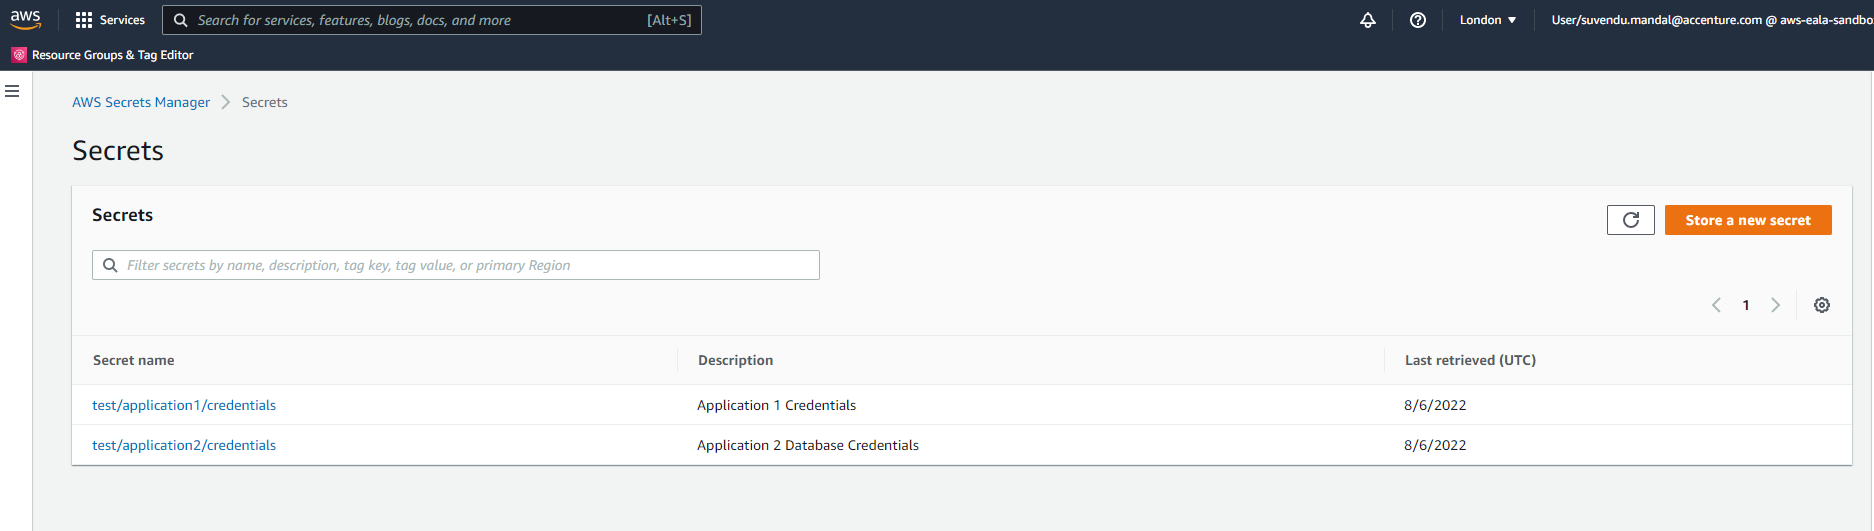 aws
Services
Search for services, features, blogs, docs, and more [Alt+S]
London
User/suvendu.mandal@accenture.com @ aws-eala-sandbo
Resource Groups & Tag Editor
AWS Secrets Manager > Secrets
Secrets
Secrets
Store a new secret
Filter secrets by name, description, tag key, tag value, or primary Region
1
Secret name Description Last retrieved (UTC)
test/application1/credentials Application 1 Credentials 8/6/2022
test/application2/credentials Application 2 Database Credentials 8/6/2022